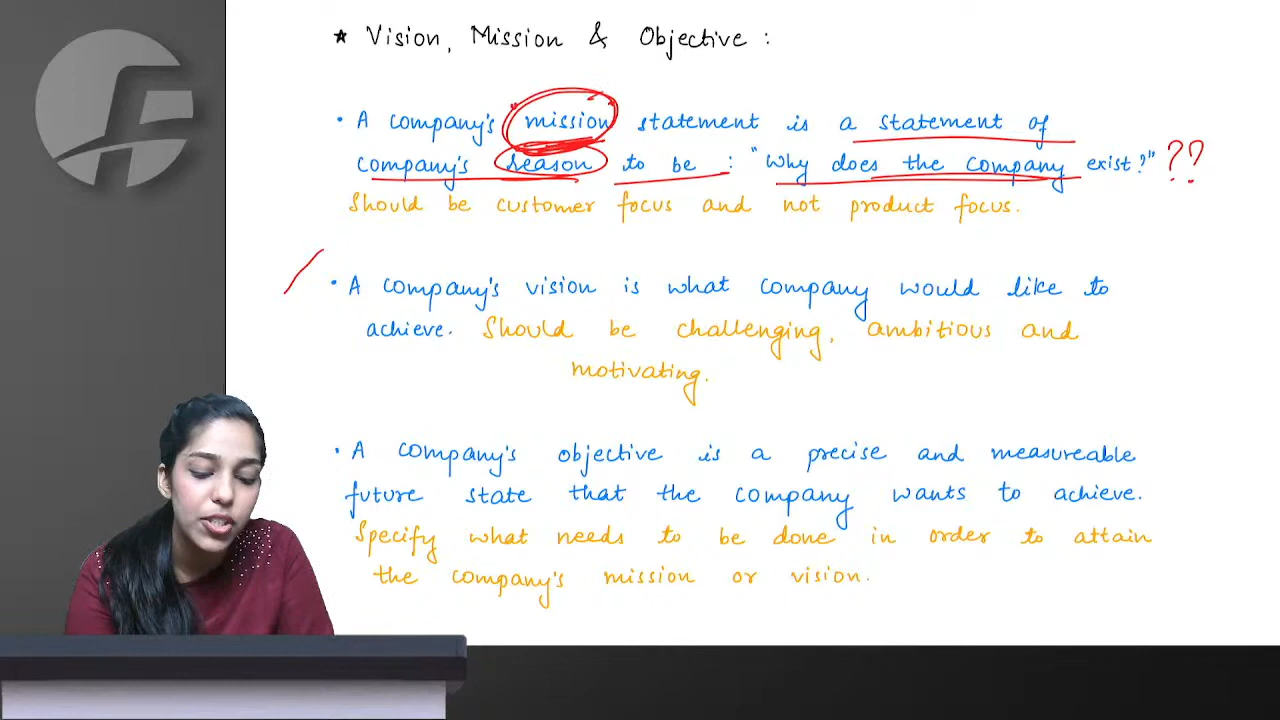 * Vision, Mission & Objective :
• A company's mission statement is a statement of
company's reason to be : "Why does the company exist?" ??
Should be customer focus and not product focus.
• A company's vision is what company would like to
achieve. Should be challenging, ambitious and
motivating.
• A company's objective is a precise and measureable
future state that the company wants to achieve.
Specify what needs to be done in order to attain
the company's mission or vision.